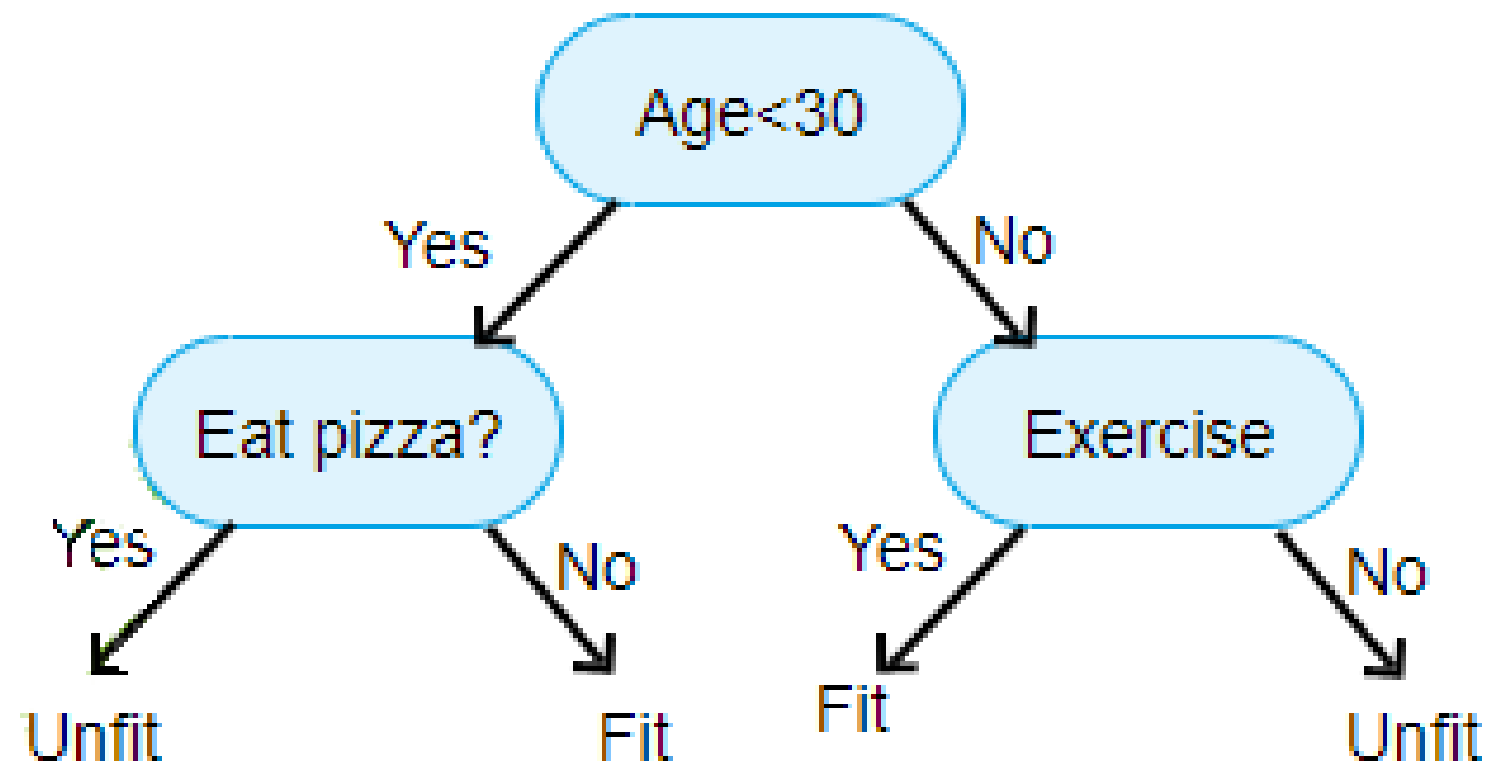 Age<30
Yes
No
Eat pizza?
Exercise
Yes
No
Yes
No
Unfit
Fit
Fit
Unfit